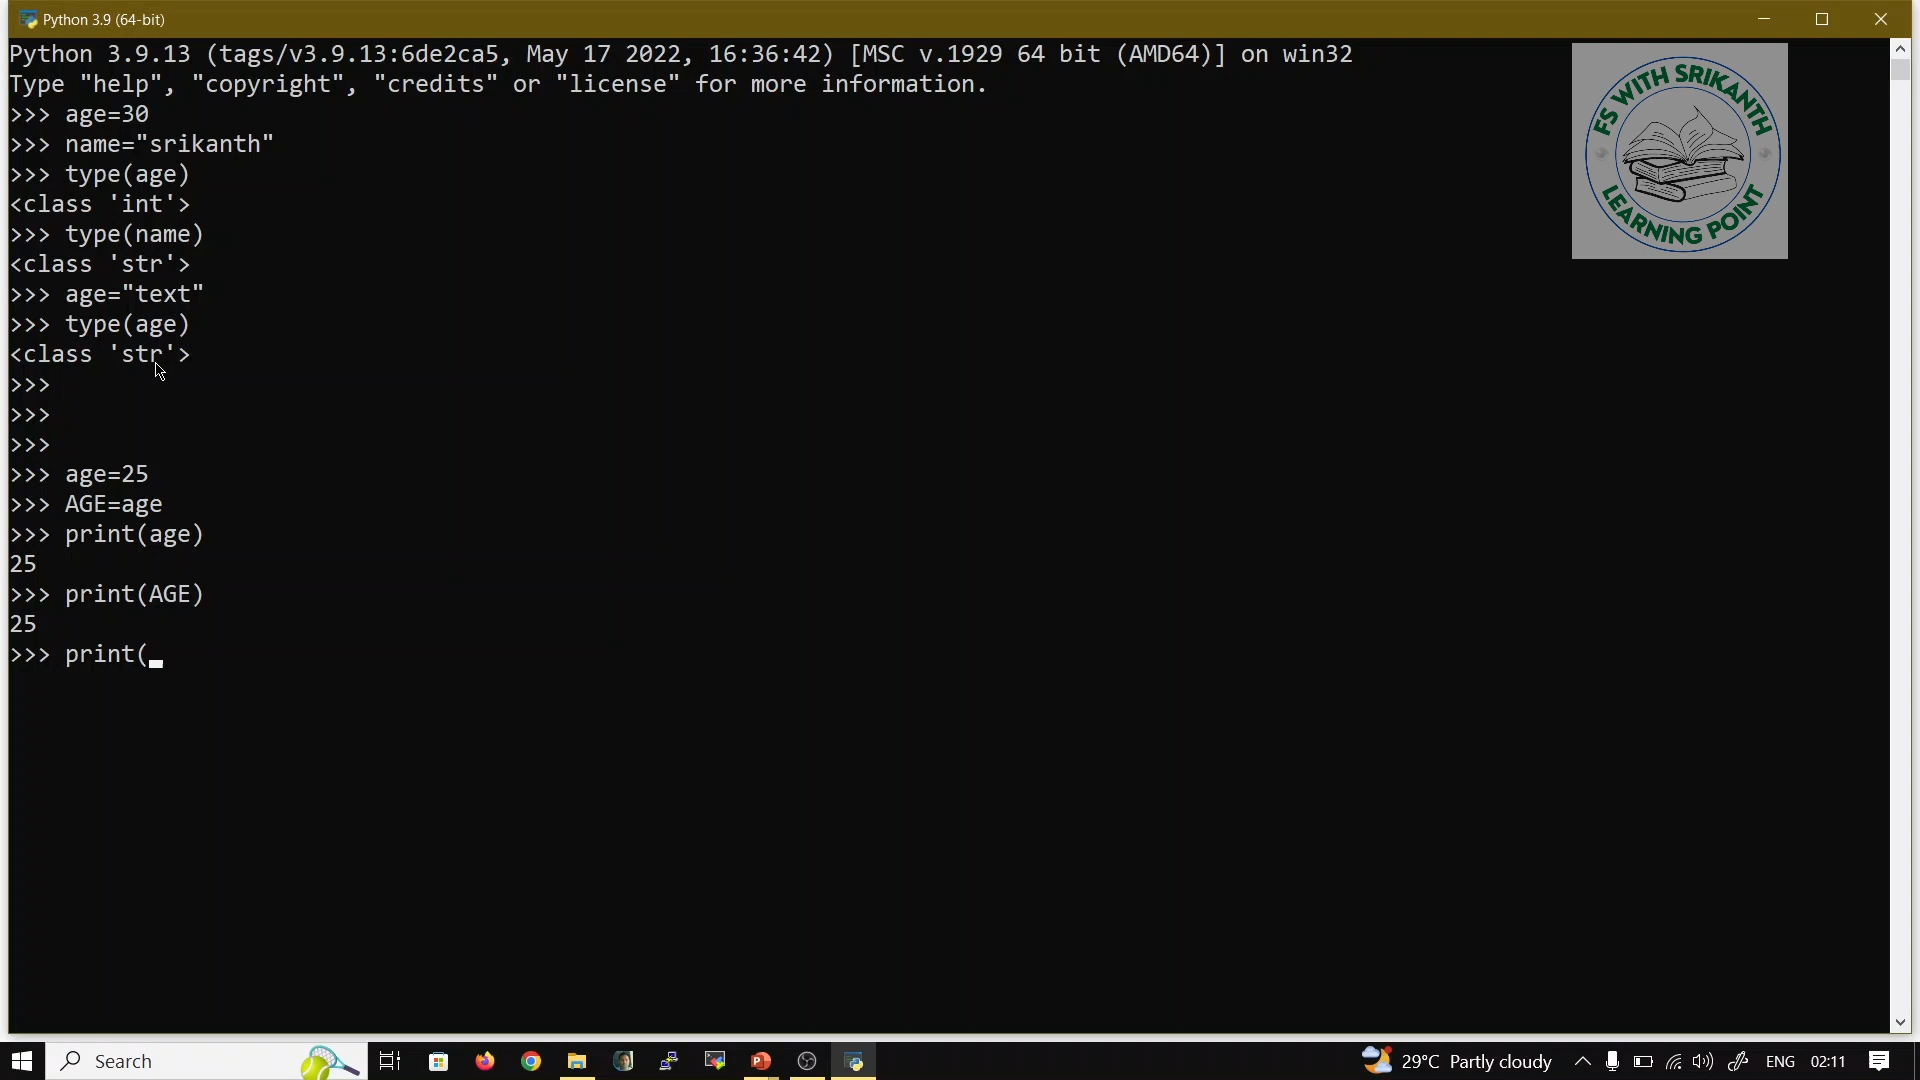 Python 3.9 (64-bit)
Python 3.9.13 (tags/v3.9.13:6de2ca5, May 17 2022, 16:36:42) [MSC v.1929 64 bit (AMD64)] on win32
Type "help", "copyright", "credits" or "license" for more information.
>>> age=30
>>> name="srikanth"
>>> type(age)
<class 'int'>
>>> type(name)
<class 'str'>
>>> age="text"
>>> type(age)
<class 'str'>
>>>
>>>
>>>
>>> age=25
>>> AGE=age
>>> print(age)
25
>>> print(AGE)
25
>>> print(
FS WITH SRIKANTH
LEARNING POINT
Search
29°C Partly cloudy
ENG
02:11